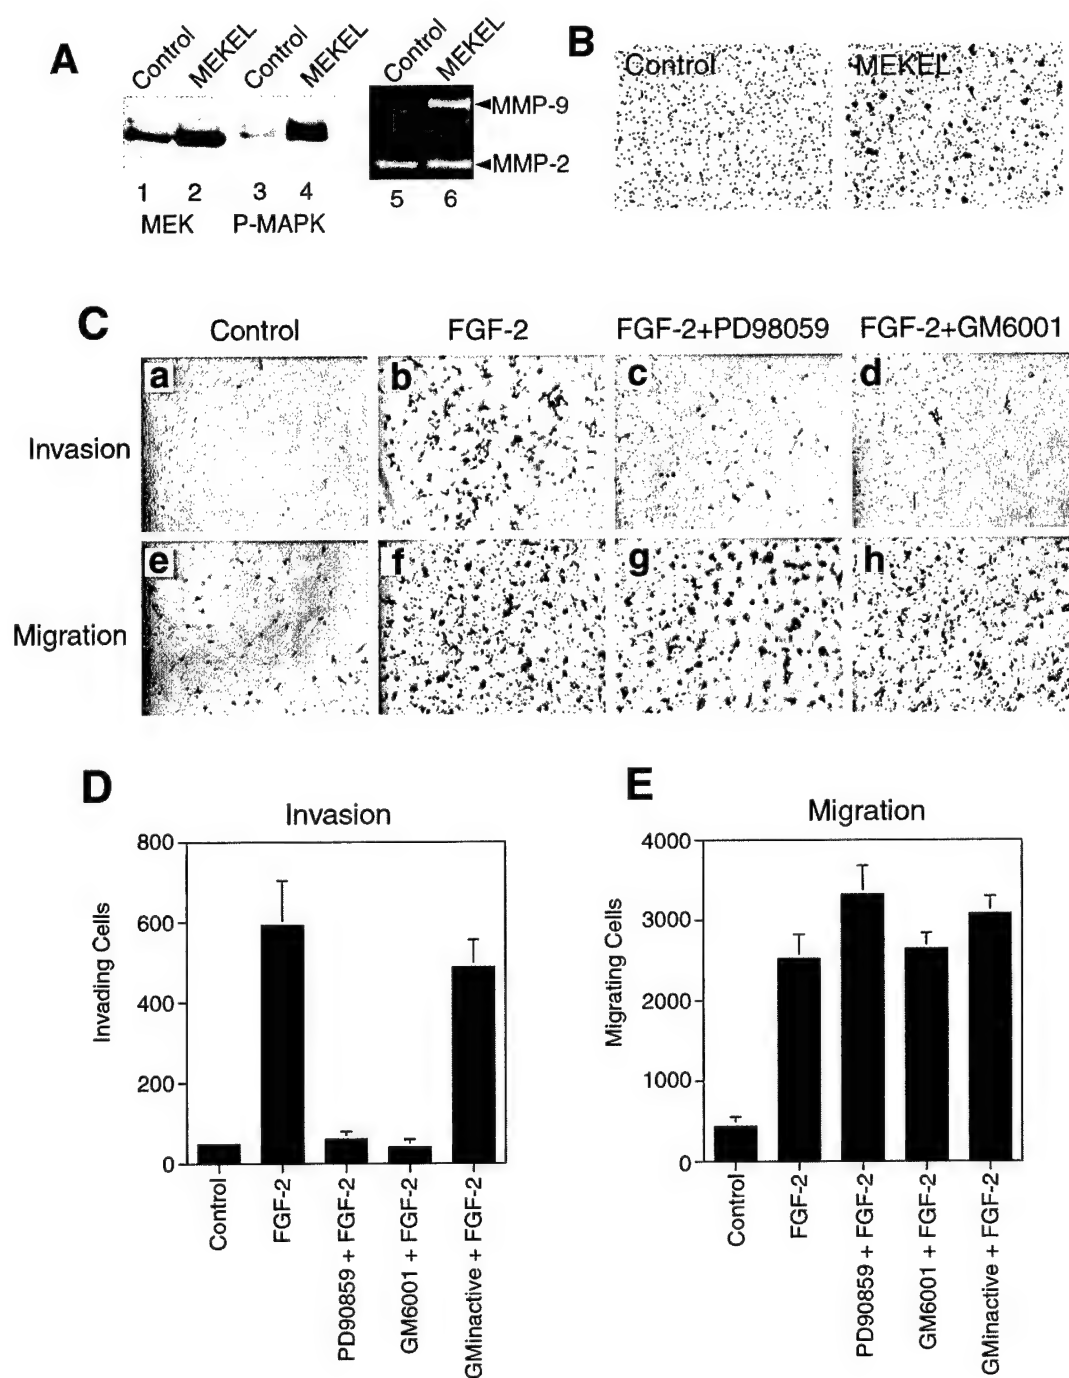 A
Control
MEKEL
Control
MEKEL
Control
MEKEL
MMP-9
MMP-2
1 2 3 4 5 6
MEK P-MAPK
B
Control
MEKEL
C
Control FGF-2 FGF-2+PD98059 FGF-2+GM6001
a b c d
Invasion
e f g h
Migration
D
Invasion
800
600
400
200
0
Invading Cells
Control
FGF-2
PD90859 + FGF-2
GM6001 + FGF-2
GMinactive + FGF-2
E
Migration
4000
3000
2000
1000
0
Migrating Cells
Control
FGF-2
PD90859 + FGF-2
GM6001 + FGF-2
GMinactive + FGF-2